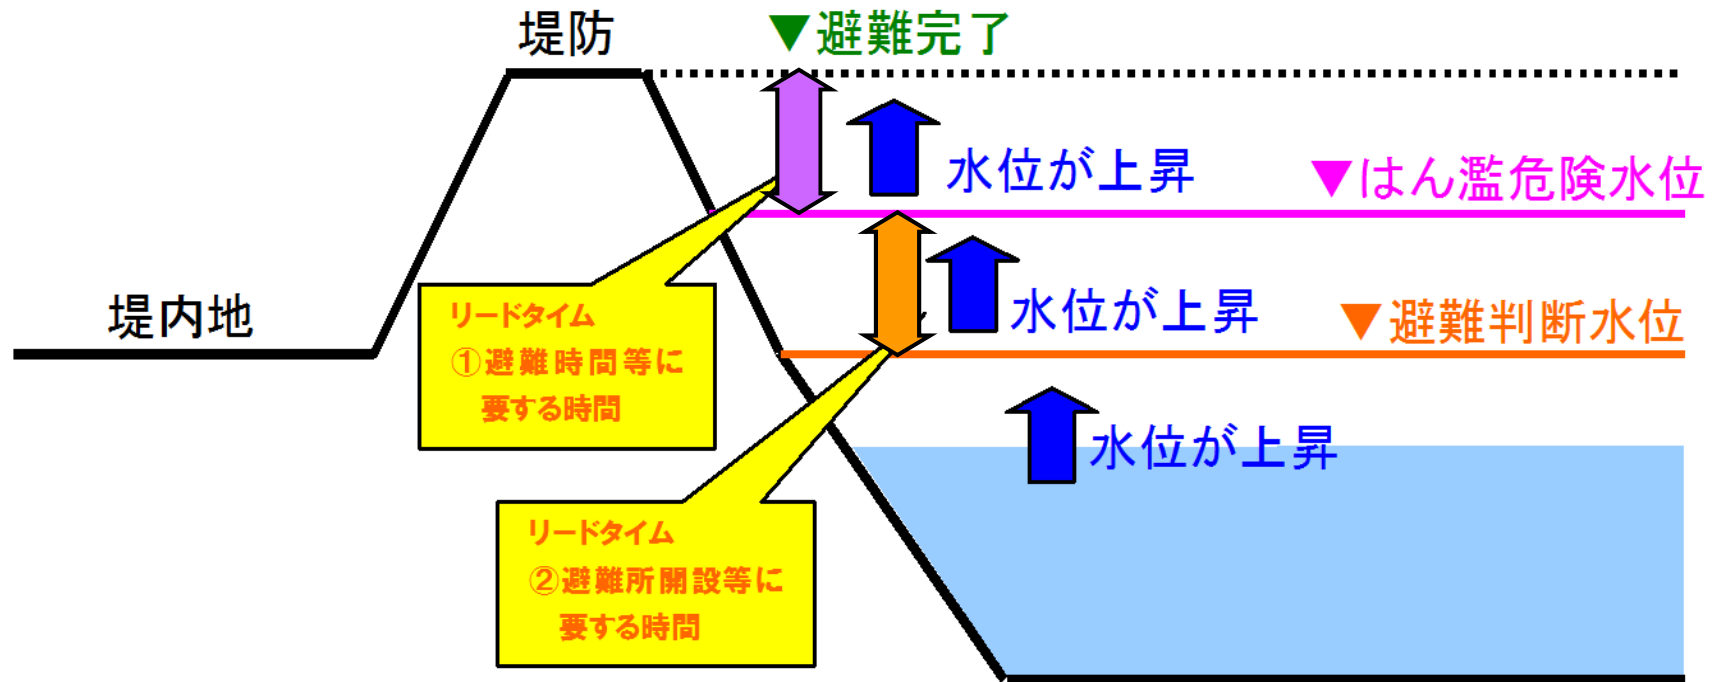 堤防
▼避難完了
水位が上昇
▼はん濫危険水位
堤内地
リードタイム
①避難時間等に
要する時間
水位が上昇
▼避難判断水位
水位が上昇
リードタイム
②避難所開設等に
要する時間